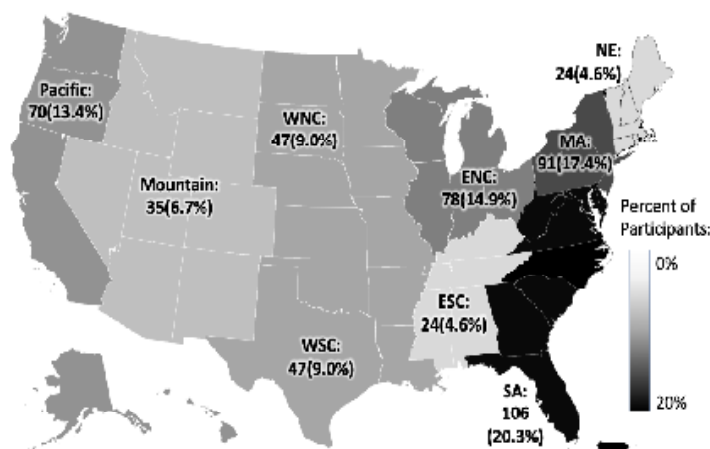 NE:
24(4.6%)
Pacific:
70(13.4%)
WNC:
47(9.0%)
MA:
91(17.4%)
Mountain:
35(6.7%)
ENC:
78(14.9%)
Percent of
Participants:
0%
ESC:
24(4.6%)
WSC:
47(9.0%)
SA:
106
(20.3%)
20%